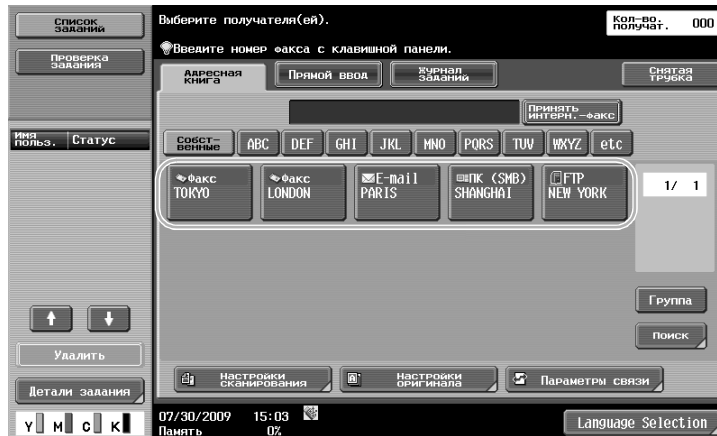 Список заданий
Проверка задания
Имя польз. Статус
Удалить
Детали задания
Y M C K
Выберите получателя(ей).
Кол-во. получат. 000
Введите номер факса с клавишной панели.
Адресная книга
Прямой ввод
Журнал заданий
Снятая трубка
Принять интерн.-факс
Собст-венные ABC DEF GHI JKL MNO PQRS TUV WXYZ etc
Факс TOKYO
Факс LONDON
E-mail PARIS
ПК (SMB) SHANGHAI
FTP NEW YORK
1/ 1
Группа
Поиск
Настройки сканирования
Настройки оригинала
Параметры связи
07/30/2009 15:03
Память 0%
Language Selection